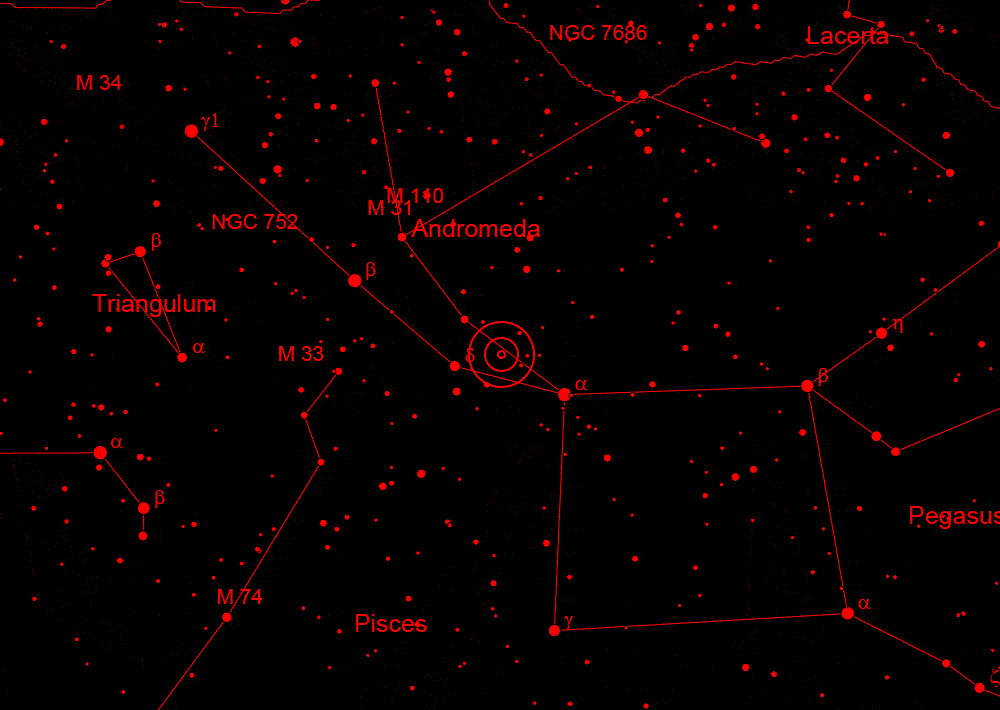 NGC 7686
Lacerta
M 34
γ1
M 110
M 31
NGC 752
Andromeda
β
β
Triangulum
η
α
M 33
δ
α
β
α
β
Pegasus
M 74
α
Pisces
γ
ζ